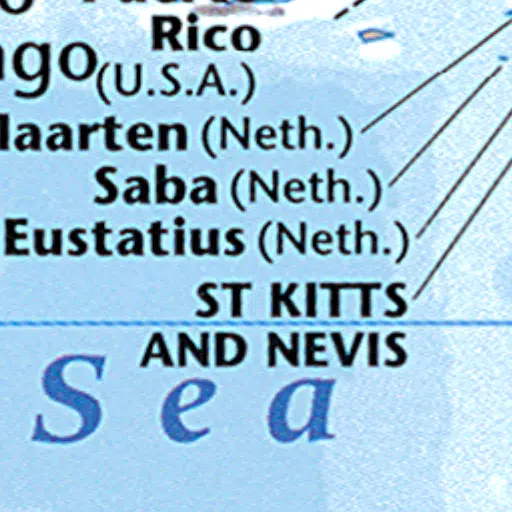 Rico
ngo
(U.S.A.)
laarten (Neth.)
Saba (Neth.)
Eustatius (Neth.)
ST KITTS
AND NEVIS
Sea